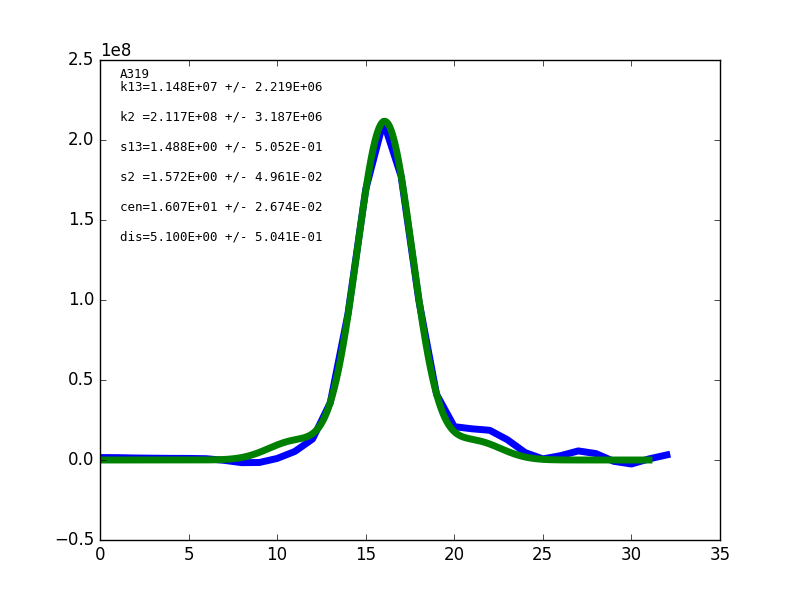 1e8
2.5
2.0
1.5
1.0
0.5
0.0
−0.5
A319
k13=1.148E+07 +/- 2.219E+06
k2 =2.117E+08 +/- 3.187E+06
s13=1.488E+00 +/- 5.052E-01
s2 =1.572E+00 +/- 4.961E-02
cen=1.607E+01 +/- 2.674E-02
dis=5.100E+00 +/- 5.041E-01
0 5 10 15 20 25 30 35